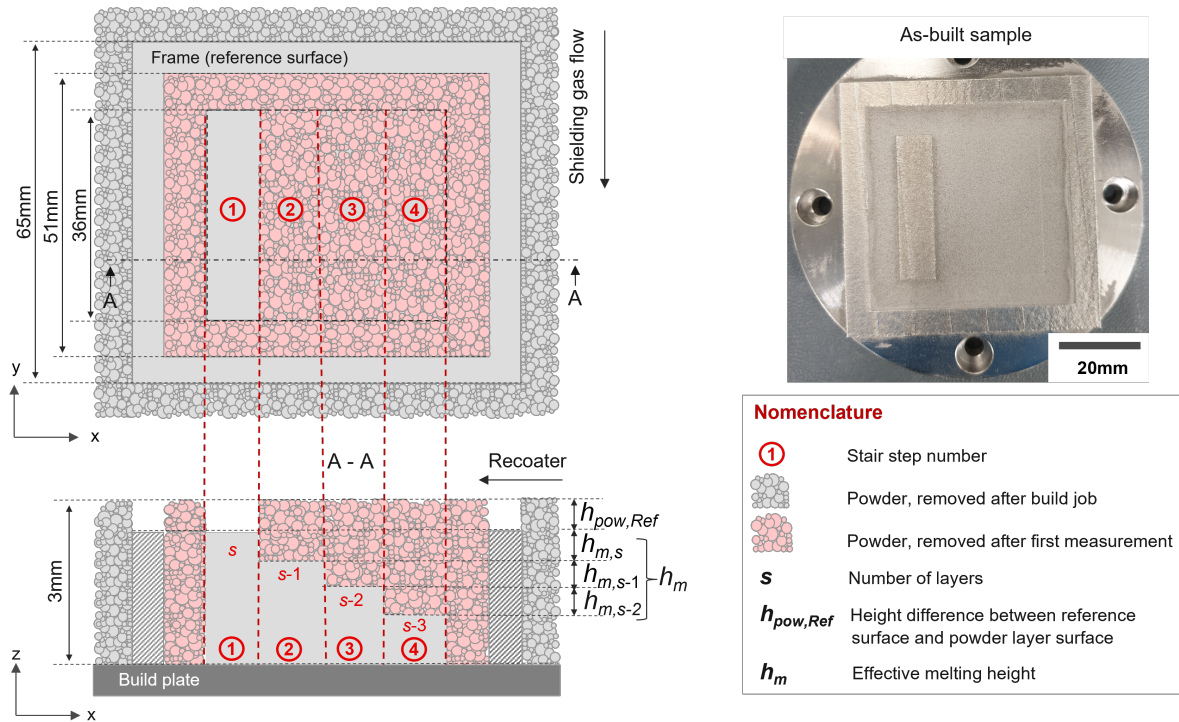 Frame (reference surface)
Shielding gas flow
65mm
51mm
36mm
1
2
3
4
A
A
y
x
A - A
Recoater
h_pow,Ref
h_m,s
h_m,s-1
h_m,s-2
h_m
3mm
s
s-1
s-2
s-3
1
2
3
4
Build plate
z
x
As-built sample
20mm
Nomenclature
1 Stair step number
Powder, removed after build job
Powder, removed after first measurement
s Number of layers
h_pow,Ref Height difference between reference
surface and powder layer surface
h_m Effective melting height